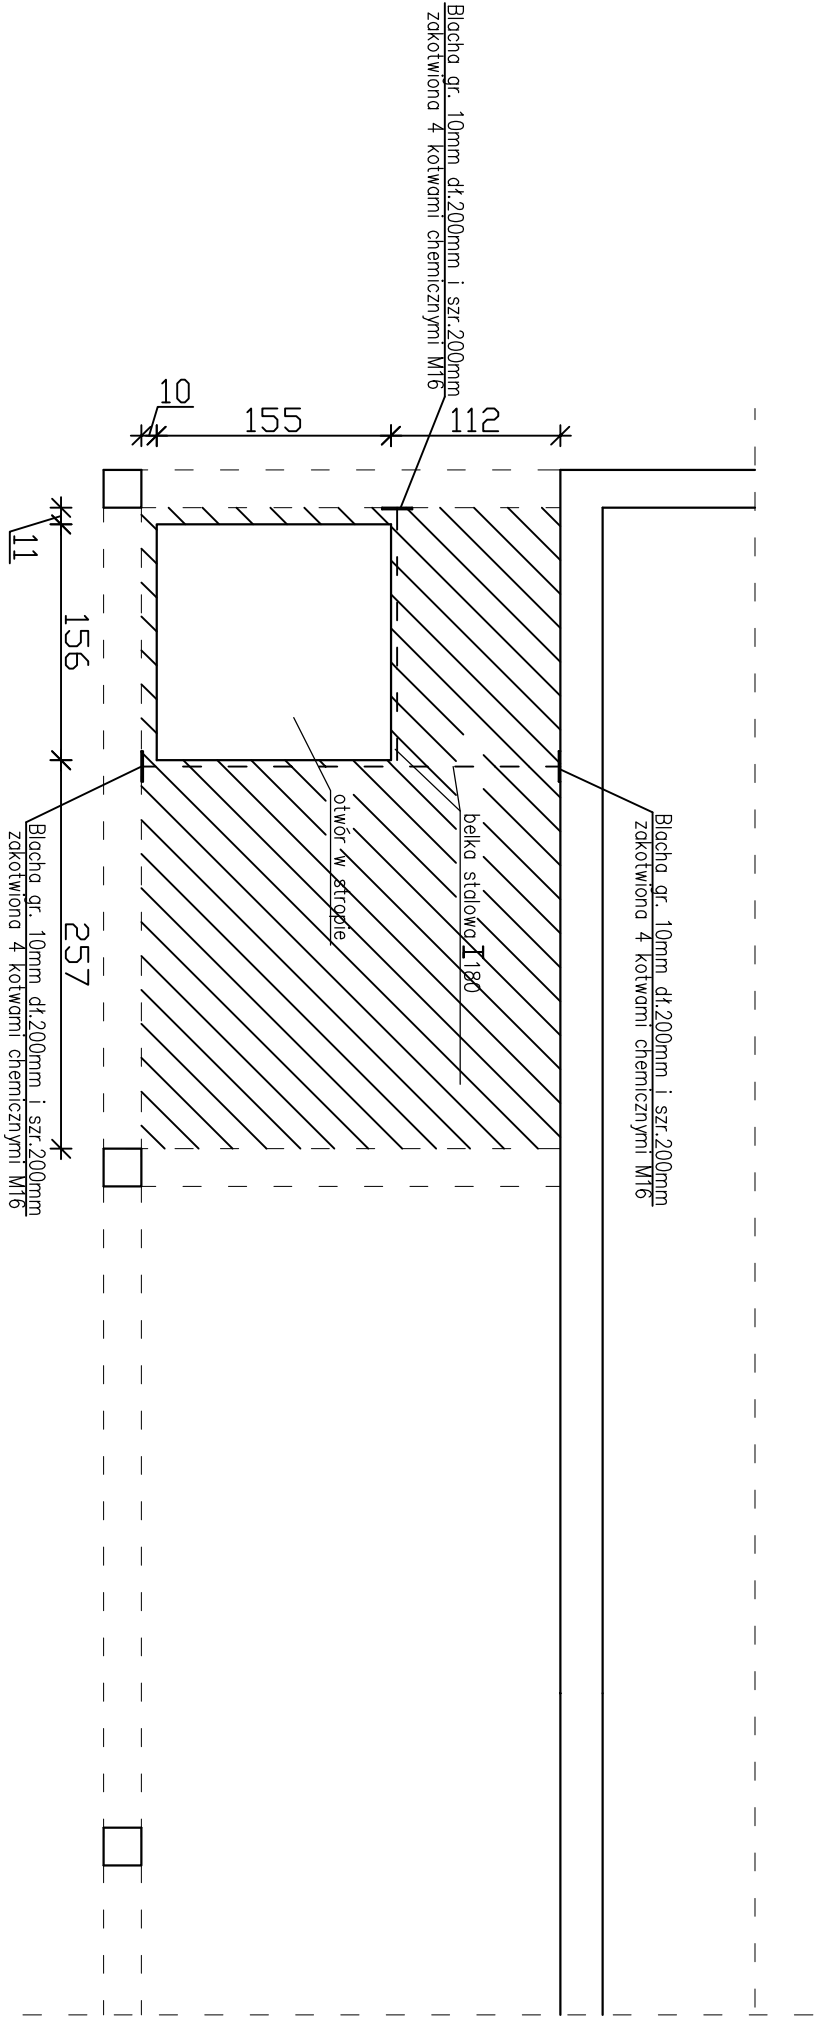 Blacha gr. 10mm dł.200mm i szr.200mm
zakotwiona 4 kotwami chemicznymi M16
10
155
112
11
156
257
otwór w stropie
belka stalowa I180
Blacha gr. 10mm dł.200mm i szr.200mm
zakotwiona 4 kotwami chemicznymi M16
Blacha gr. 10mm dł.200mm i szr.200mm
zakotwiona 4 kotwami chemicznymi M16